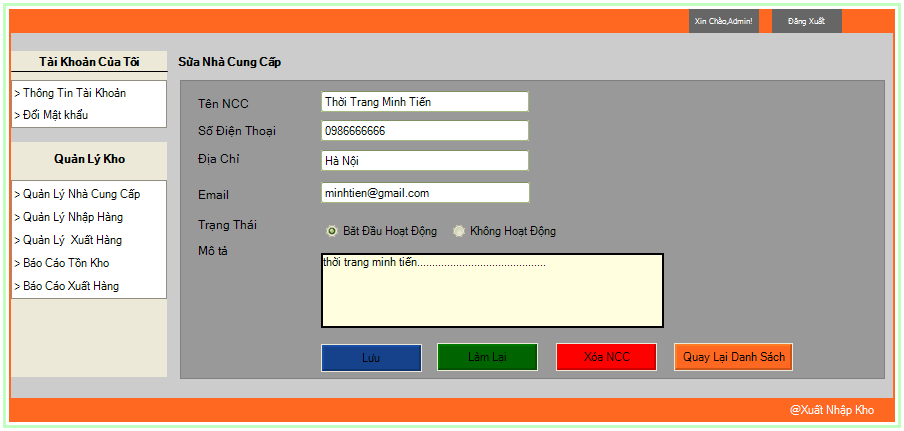 Xin Chào,Admin!
Đăng Xuất
Tài Khoản Của Tôi
> Thông Tin Tài Khoản
> Đổi Mật khẩu
Quản Lý Kho
> Quản Lý Nhà Cung Cấp
> Quản Lý Nhập Hàng
> Quản Lý  Xuất Hàng
> Báo Cáo Tồn Kho
> Báo Cáo Xuất Hàng
Sửa Nhà Cung Cấp
Tên NCC
Thời Trang Minh Tiến
Số Điện Thoại
0986666666
Địa Chỉ
Hà Nội
Email
minhtien@gmail.com
Trạng Thái
Bắt Đầu Hoạt Động
Không Hoạt Động
Mô tả
thời trang minh tiến...........................................
Lưu
Làm Lại
Xóa NCC
Quay Lại Danh Sách
@Xuất Nhập Kho